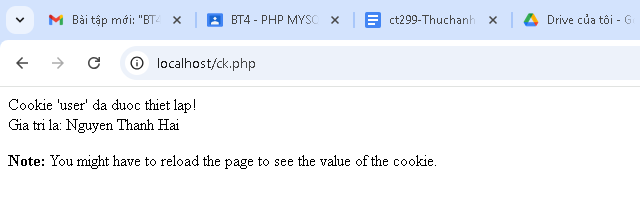 Bài tập mới: "BT4
BT4 - PHP MYSQ
ct299-Thuchanh
Drive của tôi - G
localhost/ck.php
Cookie 'user' da duoc thiet lap!
Gia tri la: Nguyen Thanh Hai
Note: You might have to reload the page to see the value of the cookie.